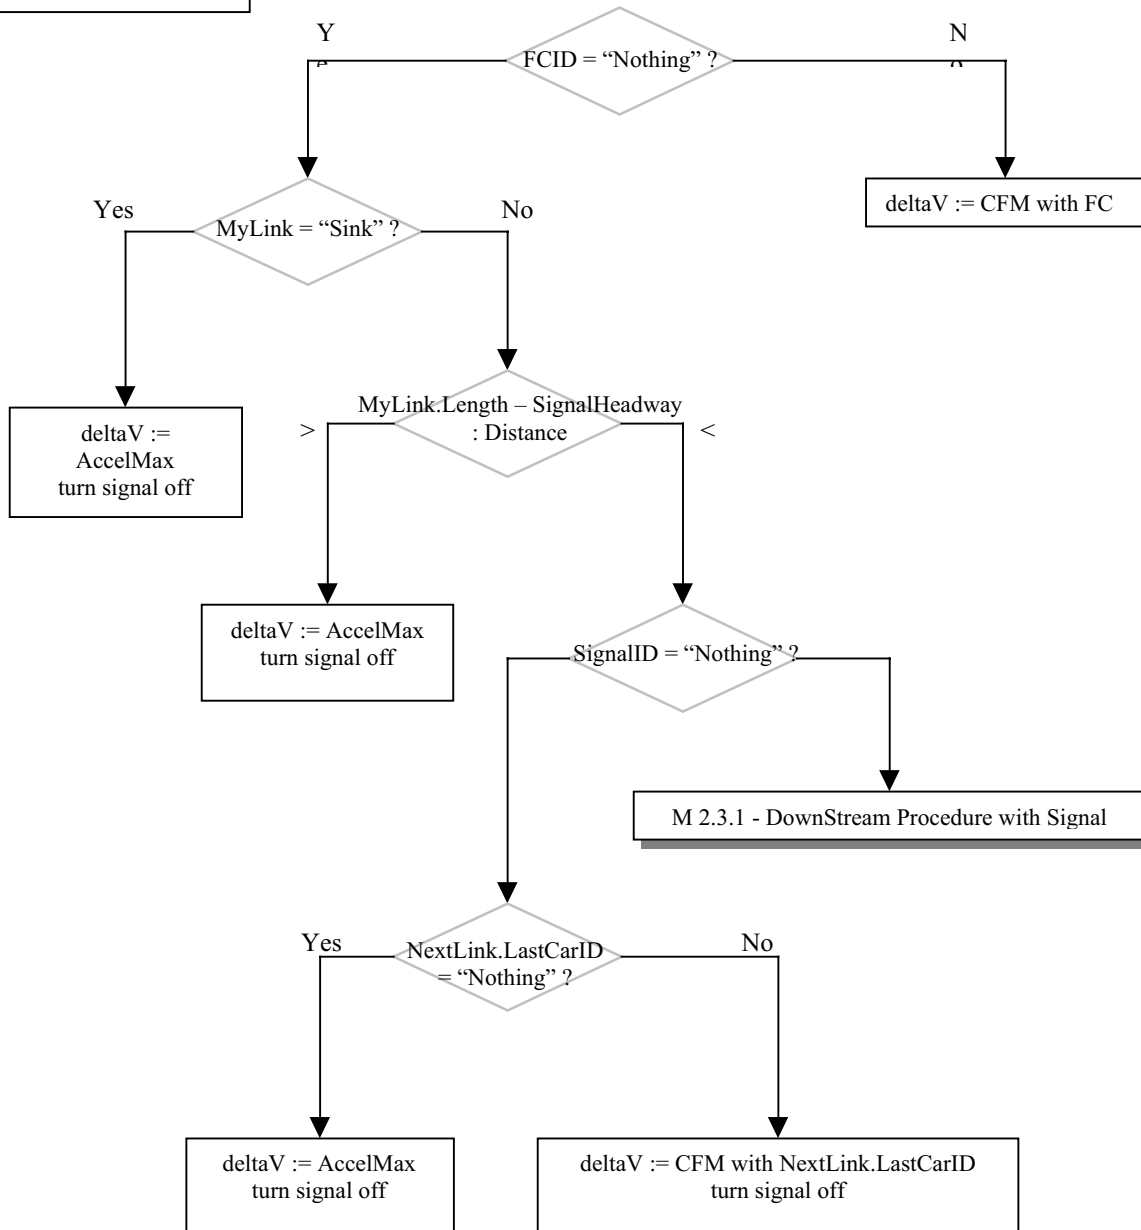 Y
N
FCID = “Nothing” ?
deltaV := CFM with FC
Yes
No
MyLink = “Sink” ?
MyLink.Length – SignalHeadway
: Distance
>
<
deltaV :=
AccelMax
turn signal off
deltaV := AccelMax
turn signal off
SignalID = “Nothing” ?
M 2.3.1 - DownStream Procedure with Signal
Yes
No
NextLink.LastCarID
= “Nothing” ?
deltaV := AccelMax
turn signal off
deltaV := CFM with NextLink.LastCarID
turn signal off